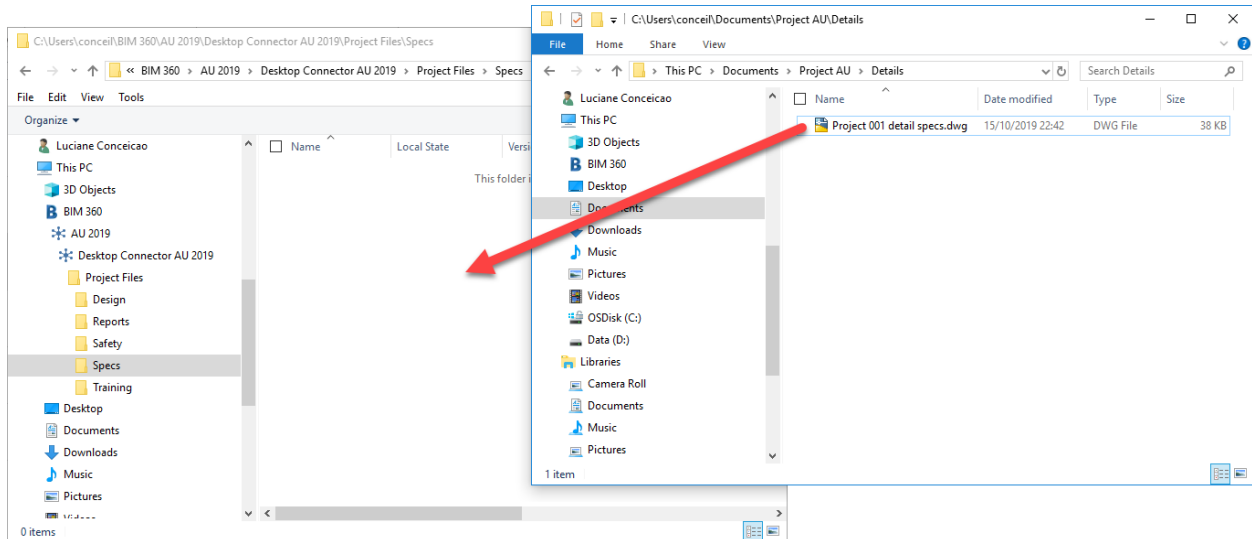 C:\Users\conceil\BIM 360\AU 2019\Desktop Connector AU 2019\Project Files\Specs
« BIM 360 › AU 2019 › Desktop Connector AU 2019 › Project Files › Specs
File Edit View Tools
Organize
Luciane Conceicao
This PC
3D Objects
BIM 360
AU 2019
Desktop Connector AU 2019
Project Files
Design
Reports
Safety
Specs
Training
Desktop
Documents
Downloads
Music
Pictures
0 items
Name Local State
This folder
C:\Users\conceil\Documents\Project AU\Details
File Home Share View
› This PC › Documents › Project AU › Details
Search Details
Luciane Conceicao
This PC
3D Objects
BIM 360
Desktop
Downloads
Music
Pictures
Videos
OSDisk (C:)
Data (D:)
Libraries
Camera Roll
Documents
Music
Pictures
1 item
Name Date modified Type Size
Project 001 detail specs.dwg 15/10/2019 22:42 DWG File 38 KB